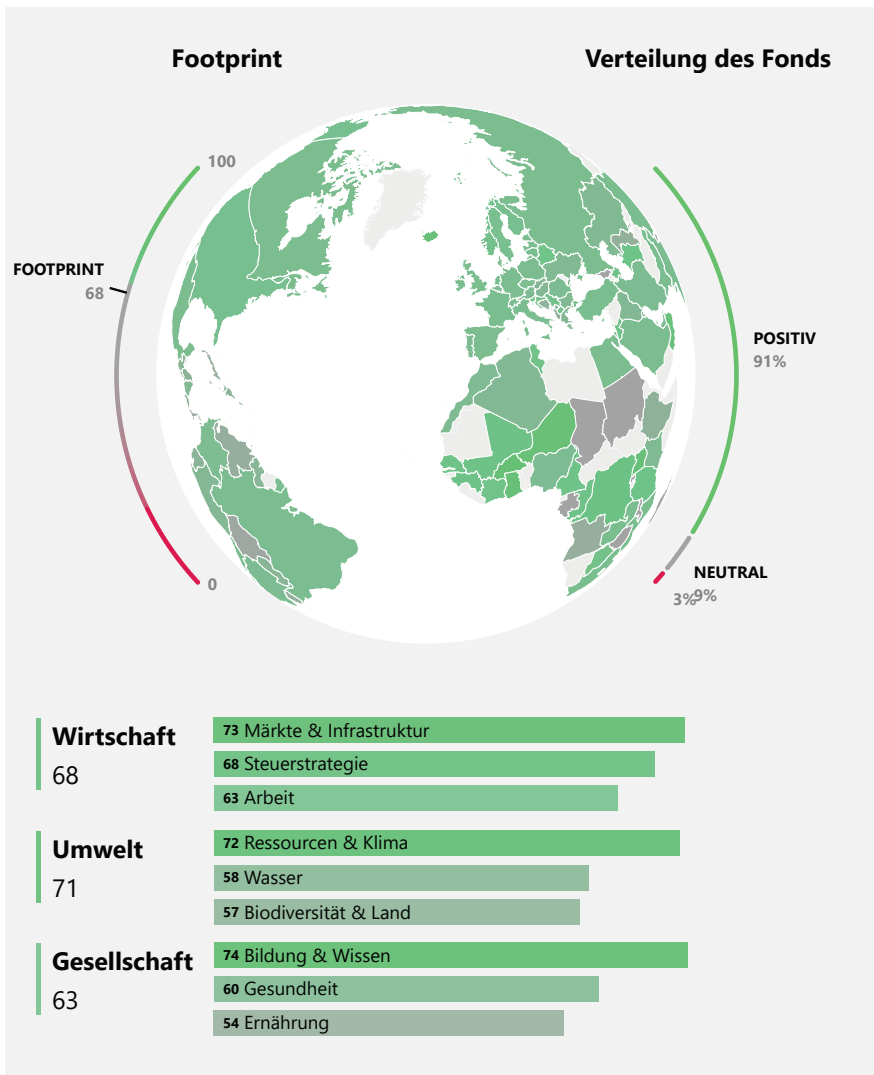 Footprint
Verteilung des Fonds
100
FOOTPRINT
68
0
POSITIV
91%
NEUTRAL
9%
3%
Wirtschaft
68
73 Märkte & Infrastruktur
68 Steuerstrategie
63 Arbeit
Umwelt
71
72 Ressourcen & Klima
58 Wasser
57 Biodiversität & Land
Gesellschaft
63
74 Bildung & Wissen
60 Gesundheit
54 Ernährung